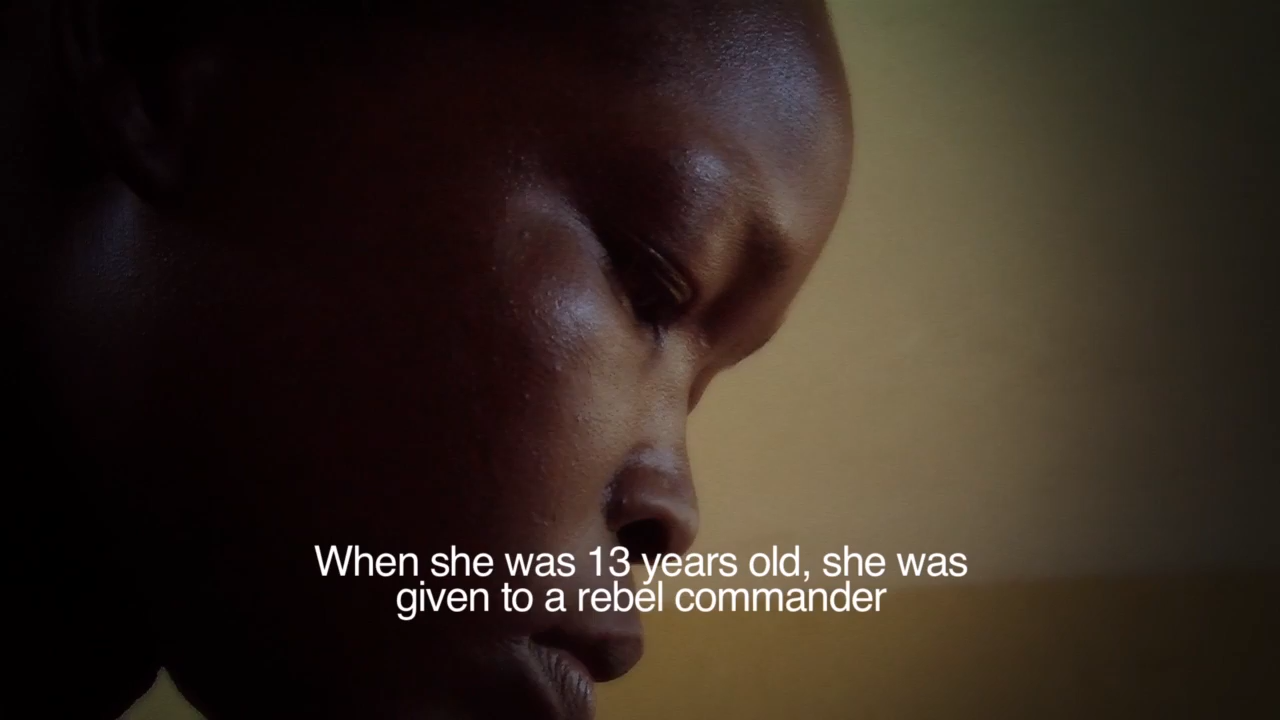 When she was 13 years old, she was
given to a rebel commander